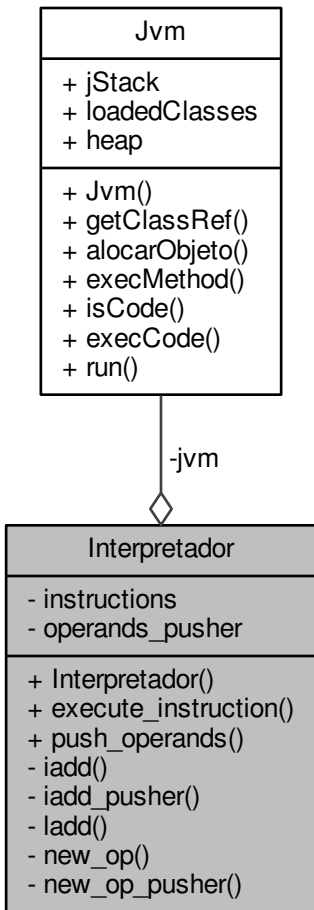 Jvm
+ jStack
+ loadedClasses
+ heap
+ Jvm()
+ getClassRef()
+ alocarObjeto()
+ execMethod()
+ isCode()
+ execCode()
+ run()
-jvm
Interpretador
- instructions
- operands_pusher
+ Interpretador()
+ execute_instruction()
+ push_operands()
- iadd()
- iadd_pusher()
- ladd()
- new_op()
- new_op_pusher()